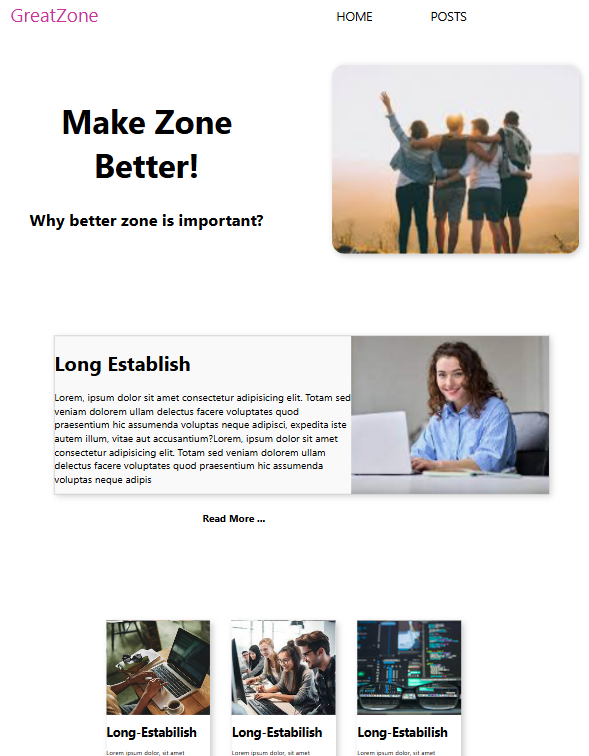 GreatZone
HOME
POSTS
Make Zone
Better!
Why better zone is important?
Long Establish
Lorem, ipsum dolor sit amet consectetur adipisicing elit. Totam sed
veniam dolorem ullam delectus facere voluptates quod
praesentium hic assumenda voluptas neque adipisci, expedita iste
autem illum, vitae aut accusantium?Lorem, ipsum dolor sit amet
consectetur adipisicing elit. Totam sed veniam dolorem ullam
delectus facere voluptates quod praesentium hic assumenda
voluptas neque adipis
Read More ...
Long-Estabilish
Long-Estabilish
Long-Estabilish
Lorem ipsum dolor, sit amet
Lorem ipsum dolor, sit amet
Lorem ipsum dolor, sit amet